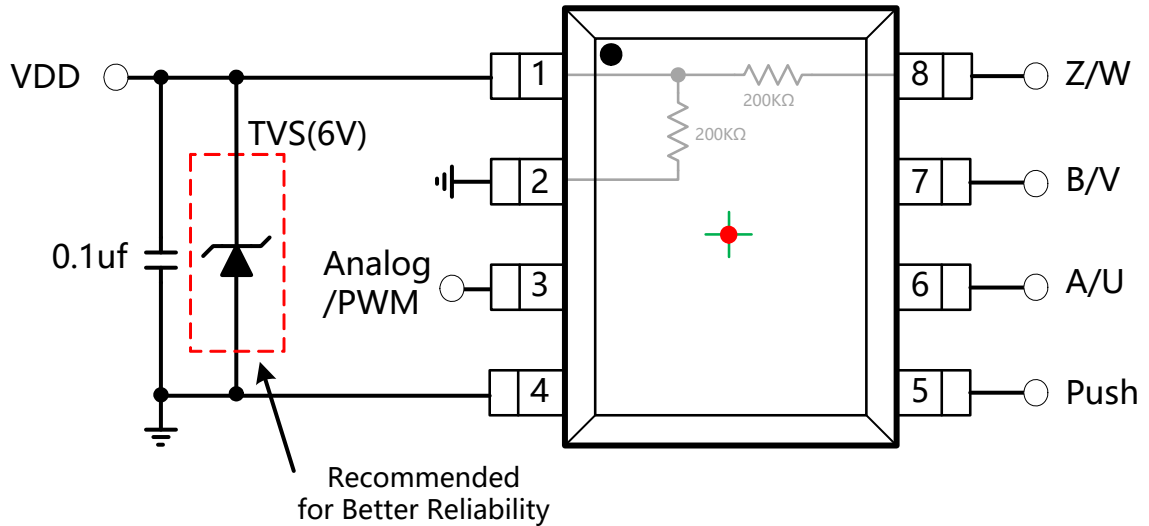 VDD
TVS(6V)
0.1uf
Analog
/PWM
Recommended
for Better Reliability
1
2
3
4
200KΩ
200KΩ
8
7
6
5
Z/W
B/V
A/U
Push